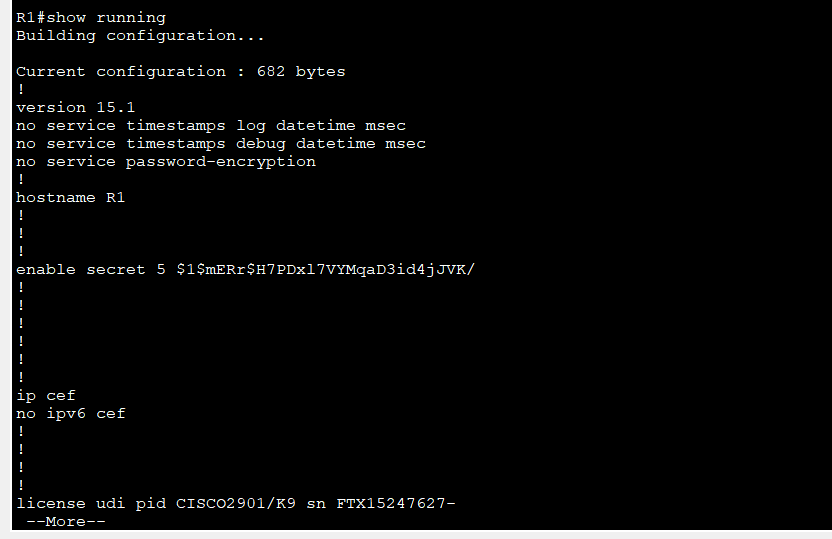 R1#show running
Building configuration...
Current configuration : 682 bytes
!
version 15.1
no service timestamps log datetime msec
no service timestamps debug datetime msec
no service password-encryption
!
hostname R1
!
!
!
enable secret 5 $1$mERr$H7PDxl7VYMqaD3id4jJVK/
!
!
!
!
!
!
ip cef
no ipv6 cef
!
!
!
!
license udi pid CISCO2901/K9 sn FTX15247627-
--More--